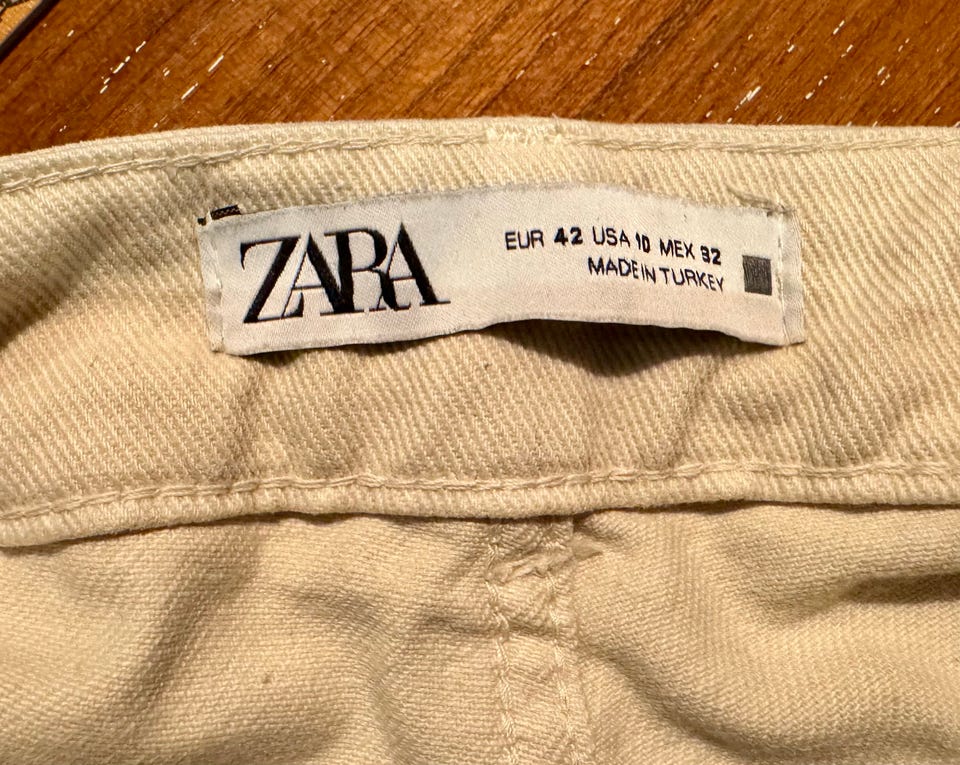 ZARA
EUR 42 USA 10 MEX 32
MADE IN TURKEY